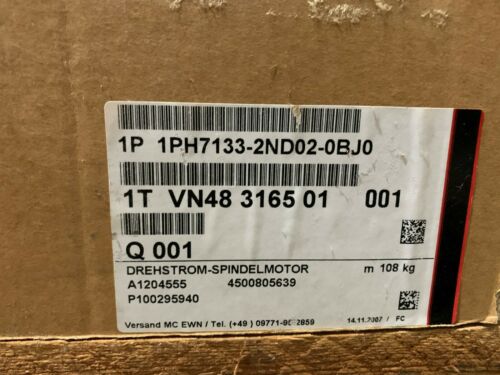 1P 1PH7133-2ND02-0BJ0
1T VN48 3165 01 001
Q 001
DREHSTROM-SPINDELMOTOR m 108 kg
A1204555 4500805639
P100295940
Versand MC EWN / Tel. (+49 ) 14.11.2007 / FC